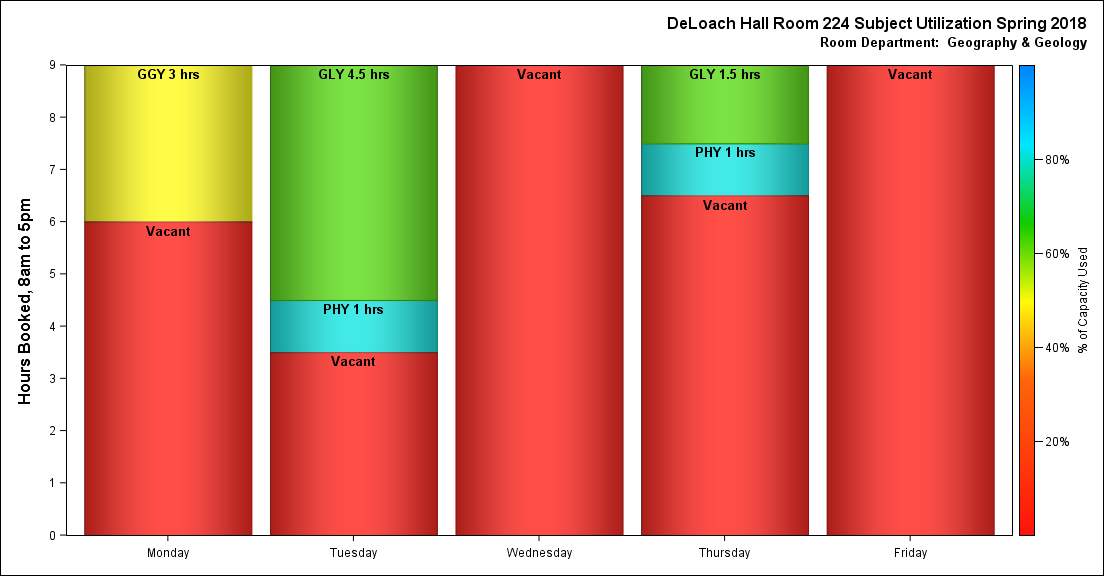 DeLoach Hall Room 224 Subject Utilization Spring 2018
Room Department: Geography & Geology
Hours Booked, 8am to 5pm
9
8
7
6
5
4
3
2
1
0
GGY 3 hrs
Vacant
GLY 4.5 hrs
PHY 1 hrs
Vacant
Vacant
GLY 1.5 hrs
PHY 1 hrs
Vacant
Vacant
Monday
Tuesday
Wednesday
Thursday
Friday
80%
60%
40%
20%
% of Capacity Used